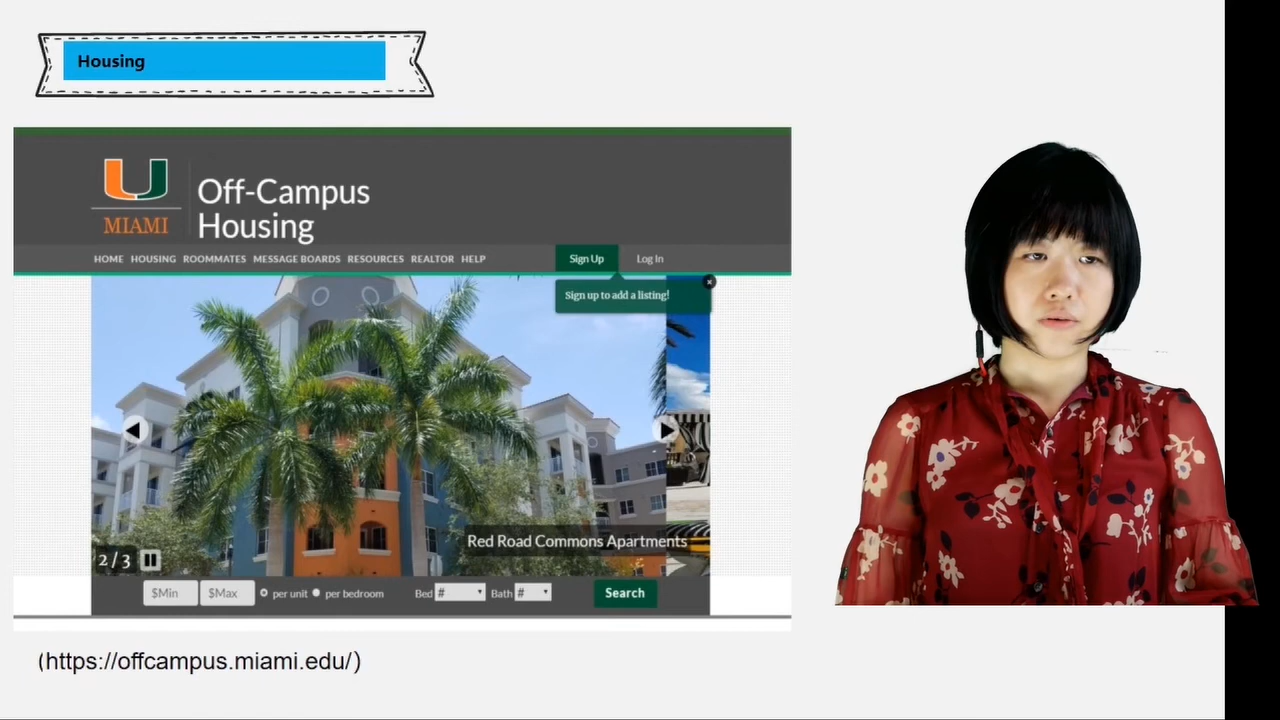 Housing
MIAMI
Off-Campus
Housing
HOME HOUSING ROOMMATES MESSAGE BOARDS RESOURCES REALTOR HELP Sign Up Log In
Sign up to add a listing!
Red Road Commons Apartments
2 / 3
$Min $Max per unit per bedroom Bed # Bath # Search
(https://offcampus.miami.edu/)